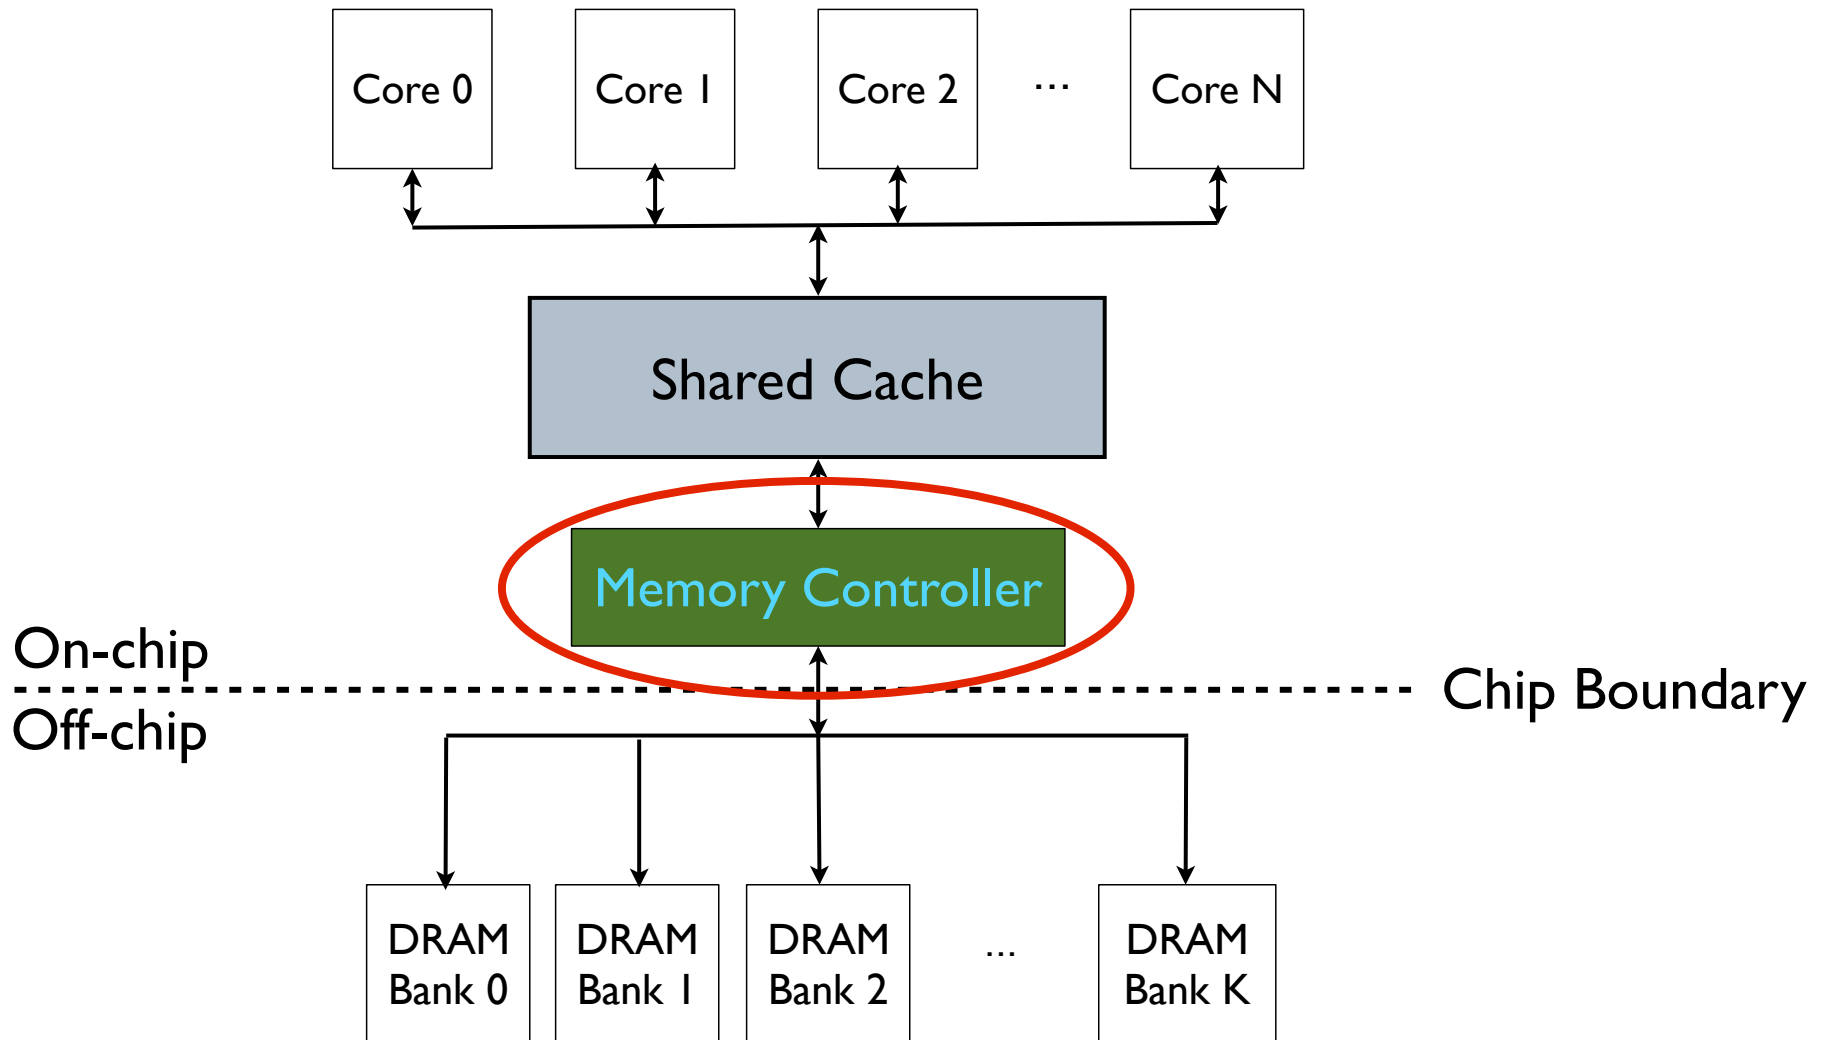 Core 0
Core 1
Core 2
...
Core N
Shared Cache
Memory Controller
On-chip
Chip Boundary
Off-chip
DRAM
Bank 0
DRAM
Bank 1
DRAM
Bank 2
...
DRAM
Bank K